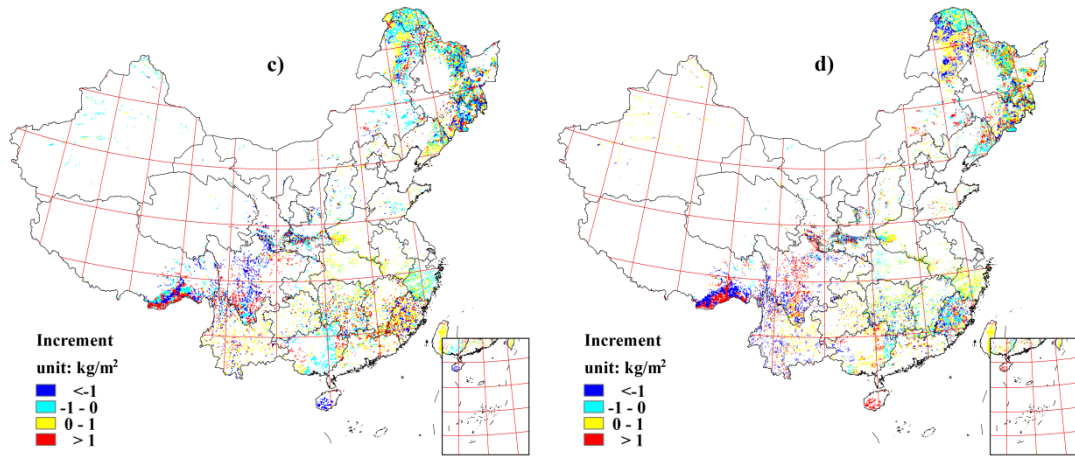 c)
Increment
unit: kg/m²
<-1
-1 - 0
0 - 1
> 1
d)
Increment
unit: kg/m²
<-1
-1 - 0
0 - 1
> 1